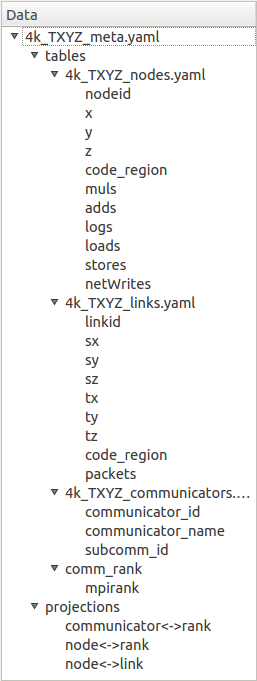 Data
4k_TXYZ_meta.yaml
tables
4k_TXYZ_nodes.yaml
nodeid
x
y
z
code_region
muls
adds
logs
loads
stores
netWrites
4k_TXYZ_links.yaml
linkid
sx
sy
sz
tx
ty
tz
code_region
packets
4k_TXYZ_communicators....
communicator_id
communicator_name
subcomm_id
comm_rank
mpirank
projections
communicator<->rank
node<->rank
node<->link